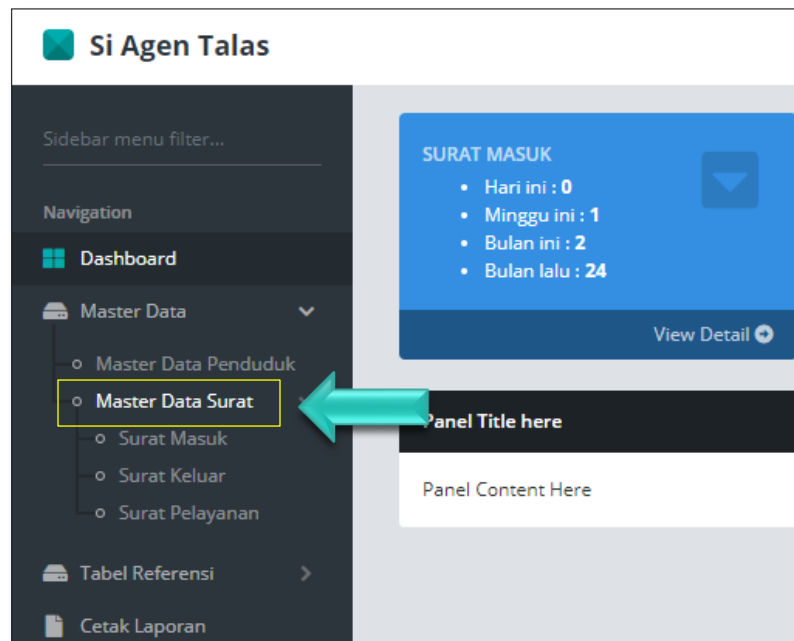 Si Agen Talas
Sidebar menu filter...
Navigation
Dashboard
Master Data
Master Data Penduduk
Master Data Surat
Surat Masuk
Surat Keluar
Surat Pelayanan
Tabel Referensi
Cetak Laporan
SURAT MASUK
Hari ini : 0
Minggu ini : 1
Bulan ini : 2
Bulan lalu : 24
View Detail
Panel Title here
Panel Content Here